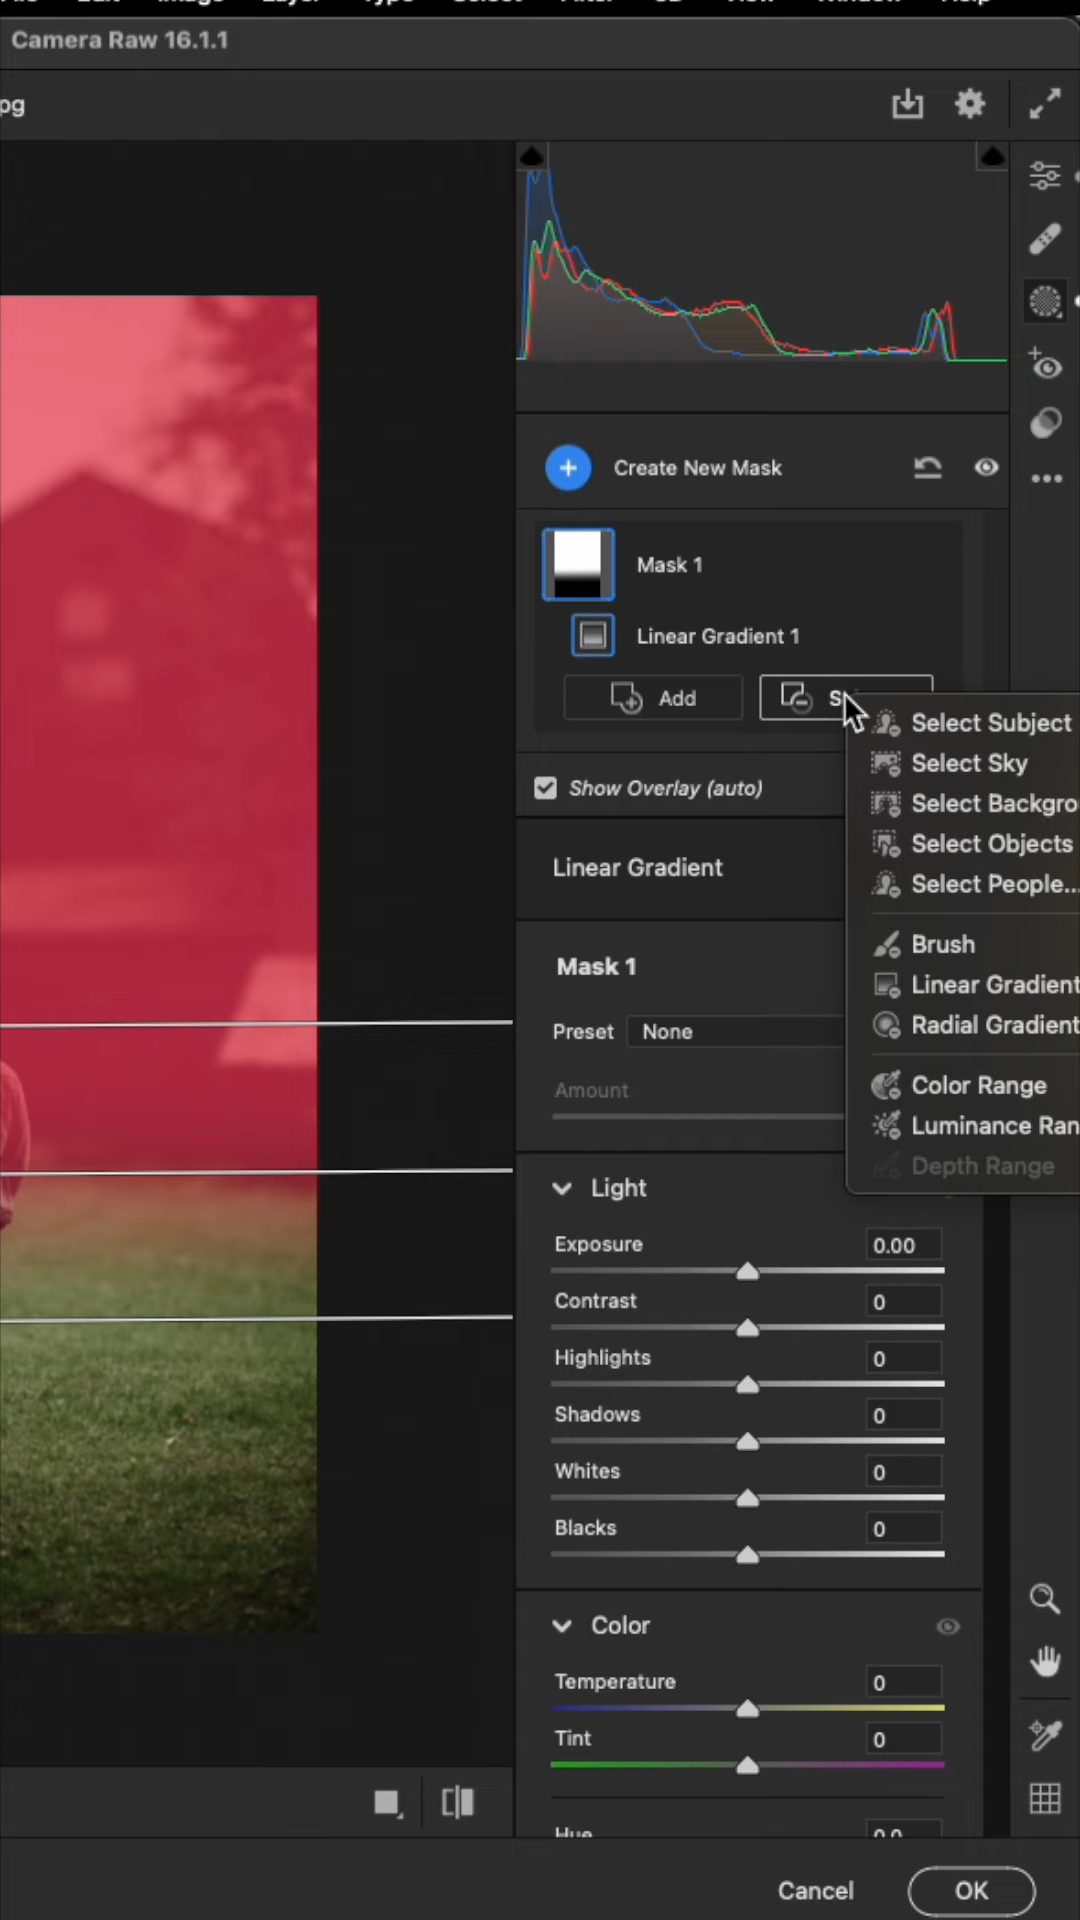 Camera Raw 16.1.1
pg
Create New Mask
Mask 1
Linear Gradient 1
Add
S
Select Subject
Select Sky
Select Backgro
Select Objects
Select People...
Brush
Linear Gradient
Radial Gradient
Color Range
Luminance Ran
Depth Range
Show Overlay (auto)
Linear Gradient
Mask 1
Preset None
Amount
Light
Exposure 0.00
Contrast 0
Highlights 0
Shadows 0
Whites 0
Blacks 0
Color
Temperature 0
Tint 0
Hue 0.0
Cancel OK